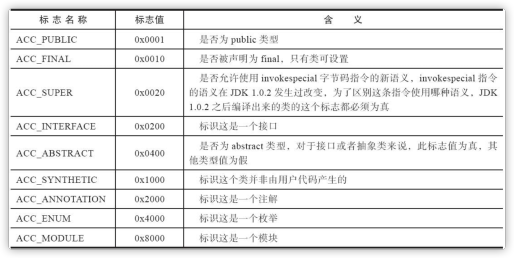 标志名称 标志值 含 义
ACC_PUBLIC 0x0001 是否为 public 类型
ACC_FINAL 0x0010 是否被声明为 final，只有类可设置
是否允许使用 invokespecial 字节码指令的新语义，invokespecial 指令
ACC_SUPER 0x0020 的语义在 JDK 1.0.2 发生过改变，为了区别这条指令使用哪种语义，JDK
1.0.2 之后编译出来的类的这个标志都必须为真
ACC_INTERFACE 0x0200 标识这是一个接口
ACC_ABSTRACT 0x0400 是否为 abstract 类型，对于接口或者抽象类来说，此标志值为真，其
他类型值为假
ACC_SYNTHETIC 0x1000 标识这个类并非由用户代码产生的
ACC_ANNOTATION 0x2000 标识这是一个注解
ACC_ENUM 0x4000 标识这是一个枚举
ACC_MODULE 0x8000 标识这是一个模块